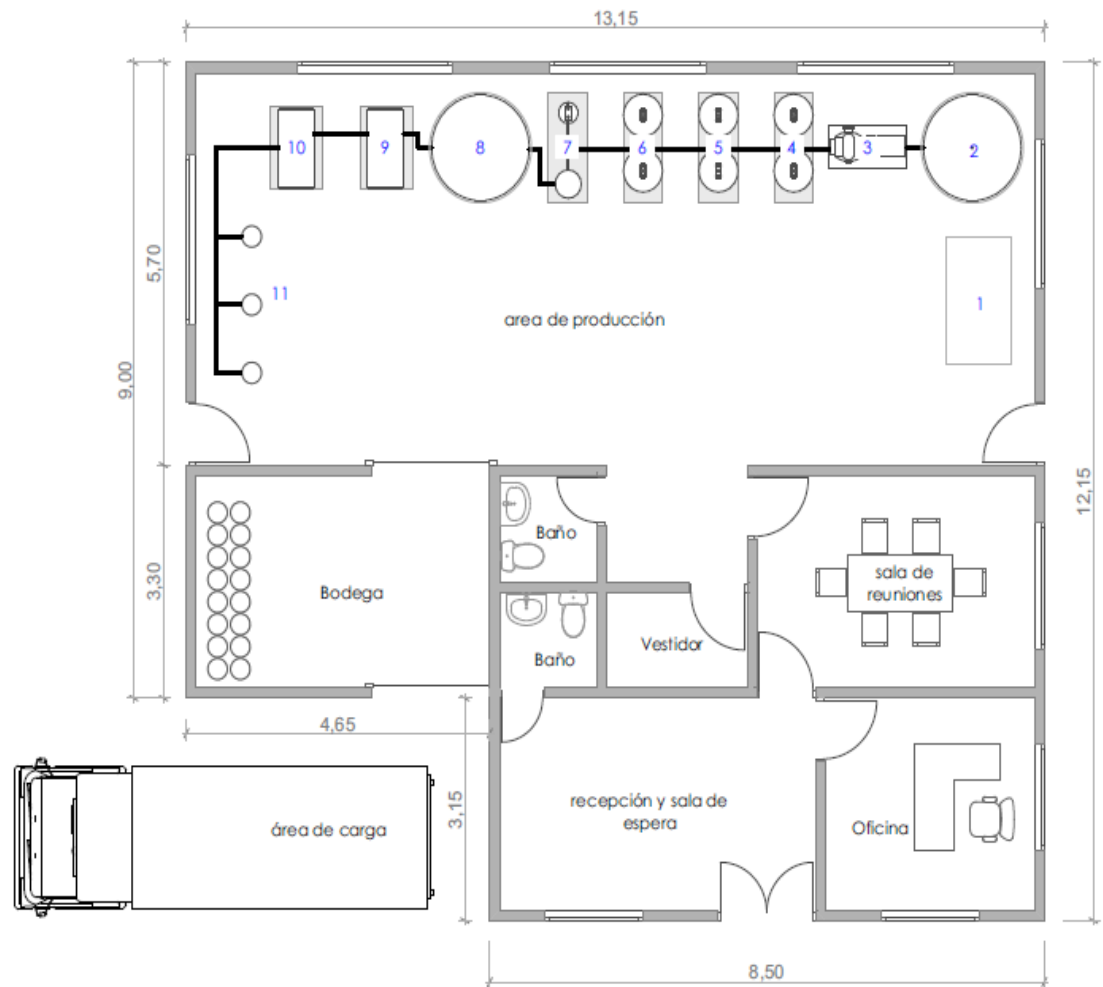 13,15
10
9
8
7
6
5
4
3
2
5,70
11
1
area de producción
9,00
12,15
3,30
Baño
Bodega
sala de
reuniones
Vestidor
Baño
4,65
3,15
recepción y sala de
espera
Oficina
área de carga
8,50